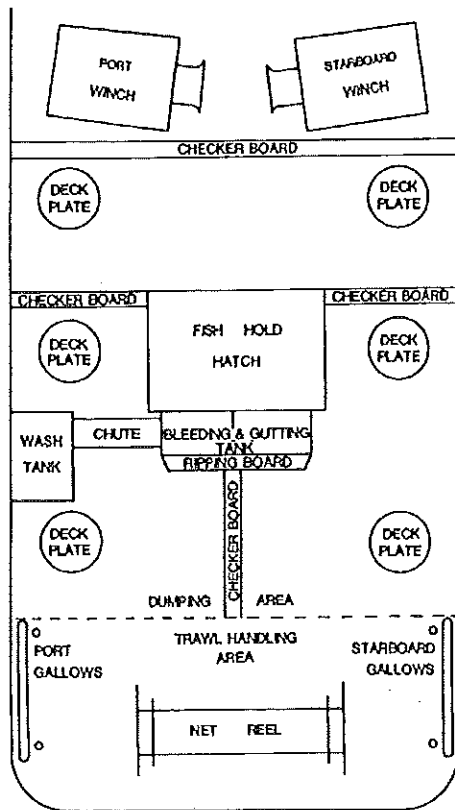 PORT
WINCH
STARBOARD
WINCH
CHECKER BOARD
DECK
PLATE
DECK
PLATE
CHECKER BOARD
CHECKER BOARD
FISH HOLD
HATCH
DECK
PLATE
DECK
PLATE
WASH
TANK
CHUTE
BLEEDING & GUTTING
TANK
RIPPING BOARD
CHECKER BOARD
DECK
PLATE
DECK
PLATE
DUMPING AREA
TRAWL HANDLING
AREA
PORT
GALLOWS
STARBOARD
GALLOWS
NET REEL